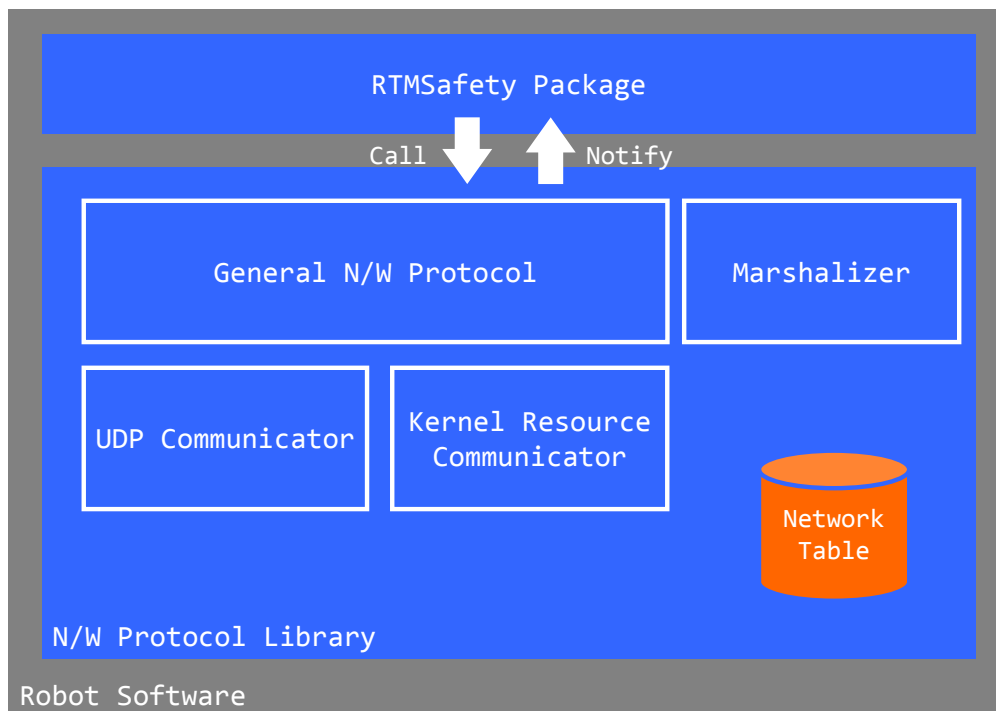 RTMSafety Package
Call
Notify
General N/W Protocol
Marshalizer
UDP Communicator
Kernel Resource
Communicator
Network
Table
N/W Protocol Library
Robot Software